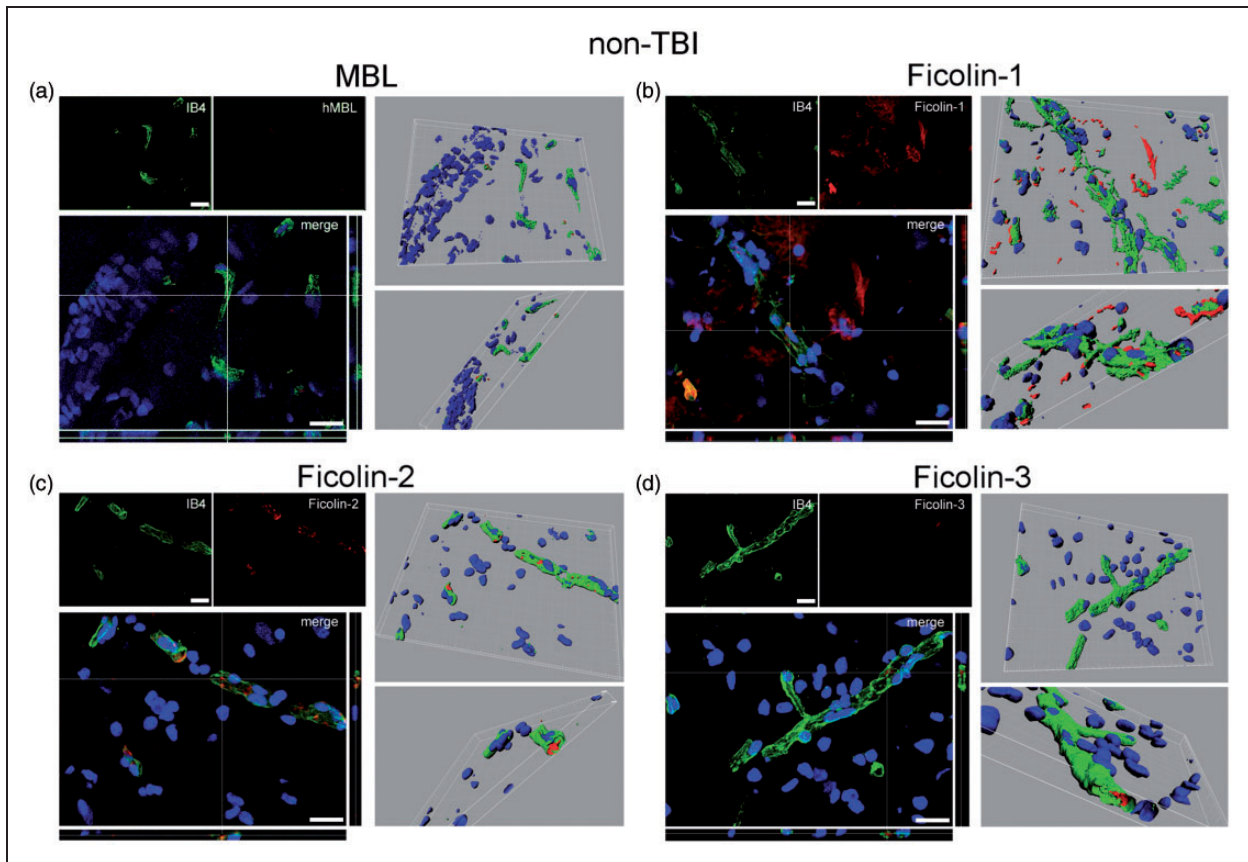 non-TBI
MBL
(a)
IB4
hMBL
merge
Ficolin-1
(b)
IB4
Ficolin-1
merge
Ficolin-2
(c)
IB4
Ficolin-2
merge
Ficolin-3
(d)
IB4
Ficolin-3
merge